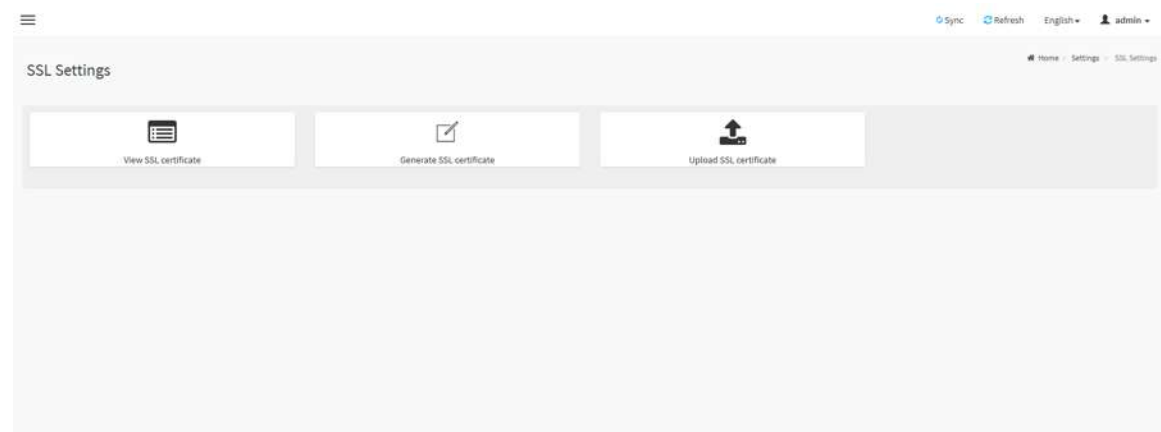 Sync Refresh English admin
Home / Settings / SSL Settings
SSL Settings
View SSL certificate
Generate SSL certificate
Upload SSL certificate